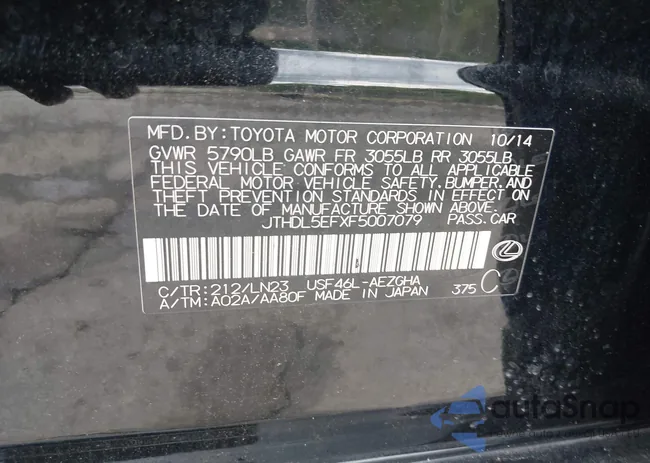 MFD. BY: TOYOTA MOTOR CORPORATION 10/14
GVWR 5790LB GAWR FR 3055LB RR 3055LB
THIS VEHICLE CONFORMS TO ALL APPLICABLE
FEDERAL MOTOR VEHICLE SAFETY, BUMPER, AND
THEFT PREVENTION STANDARDS IN EFFECT ON
THE DATE OF MANUFACTURE SHOWN ABOVE.
JTHDL5EFXF5007079 PASS. CAR
C/TR: 212/LN23 USF46L-AEZGHA
A/TM: A02A/AA80F MADE IN JAPAN 375 C
autoSnap